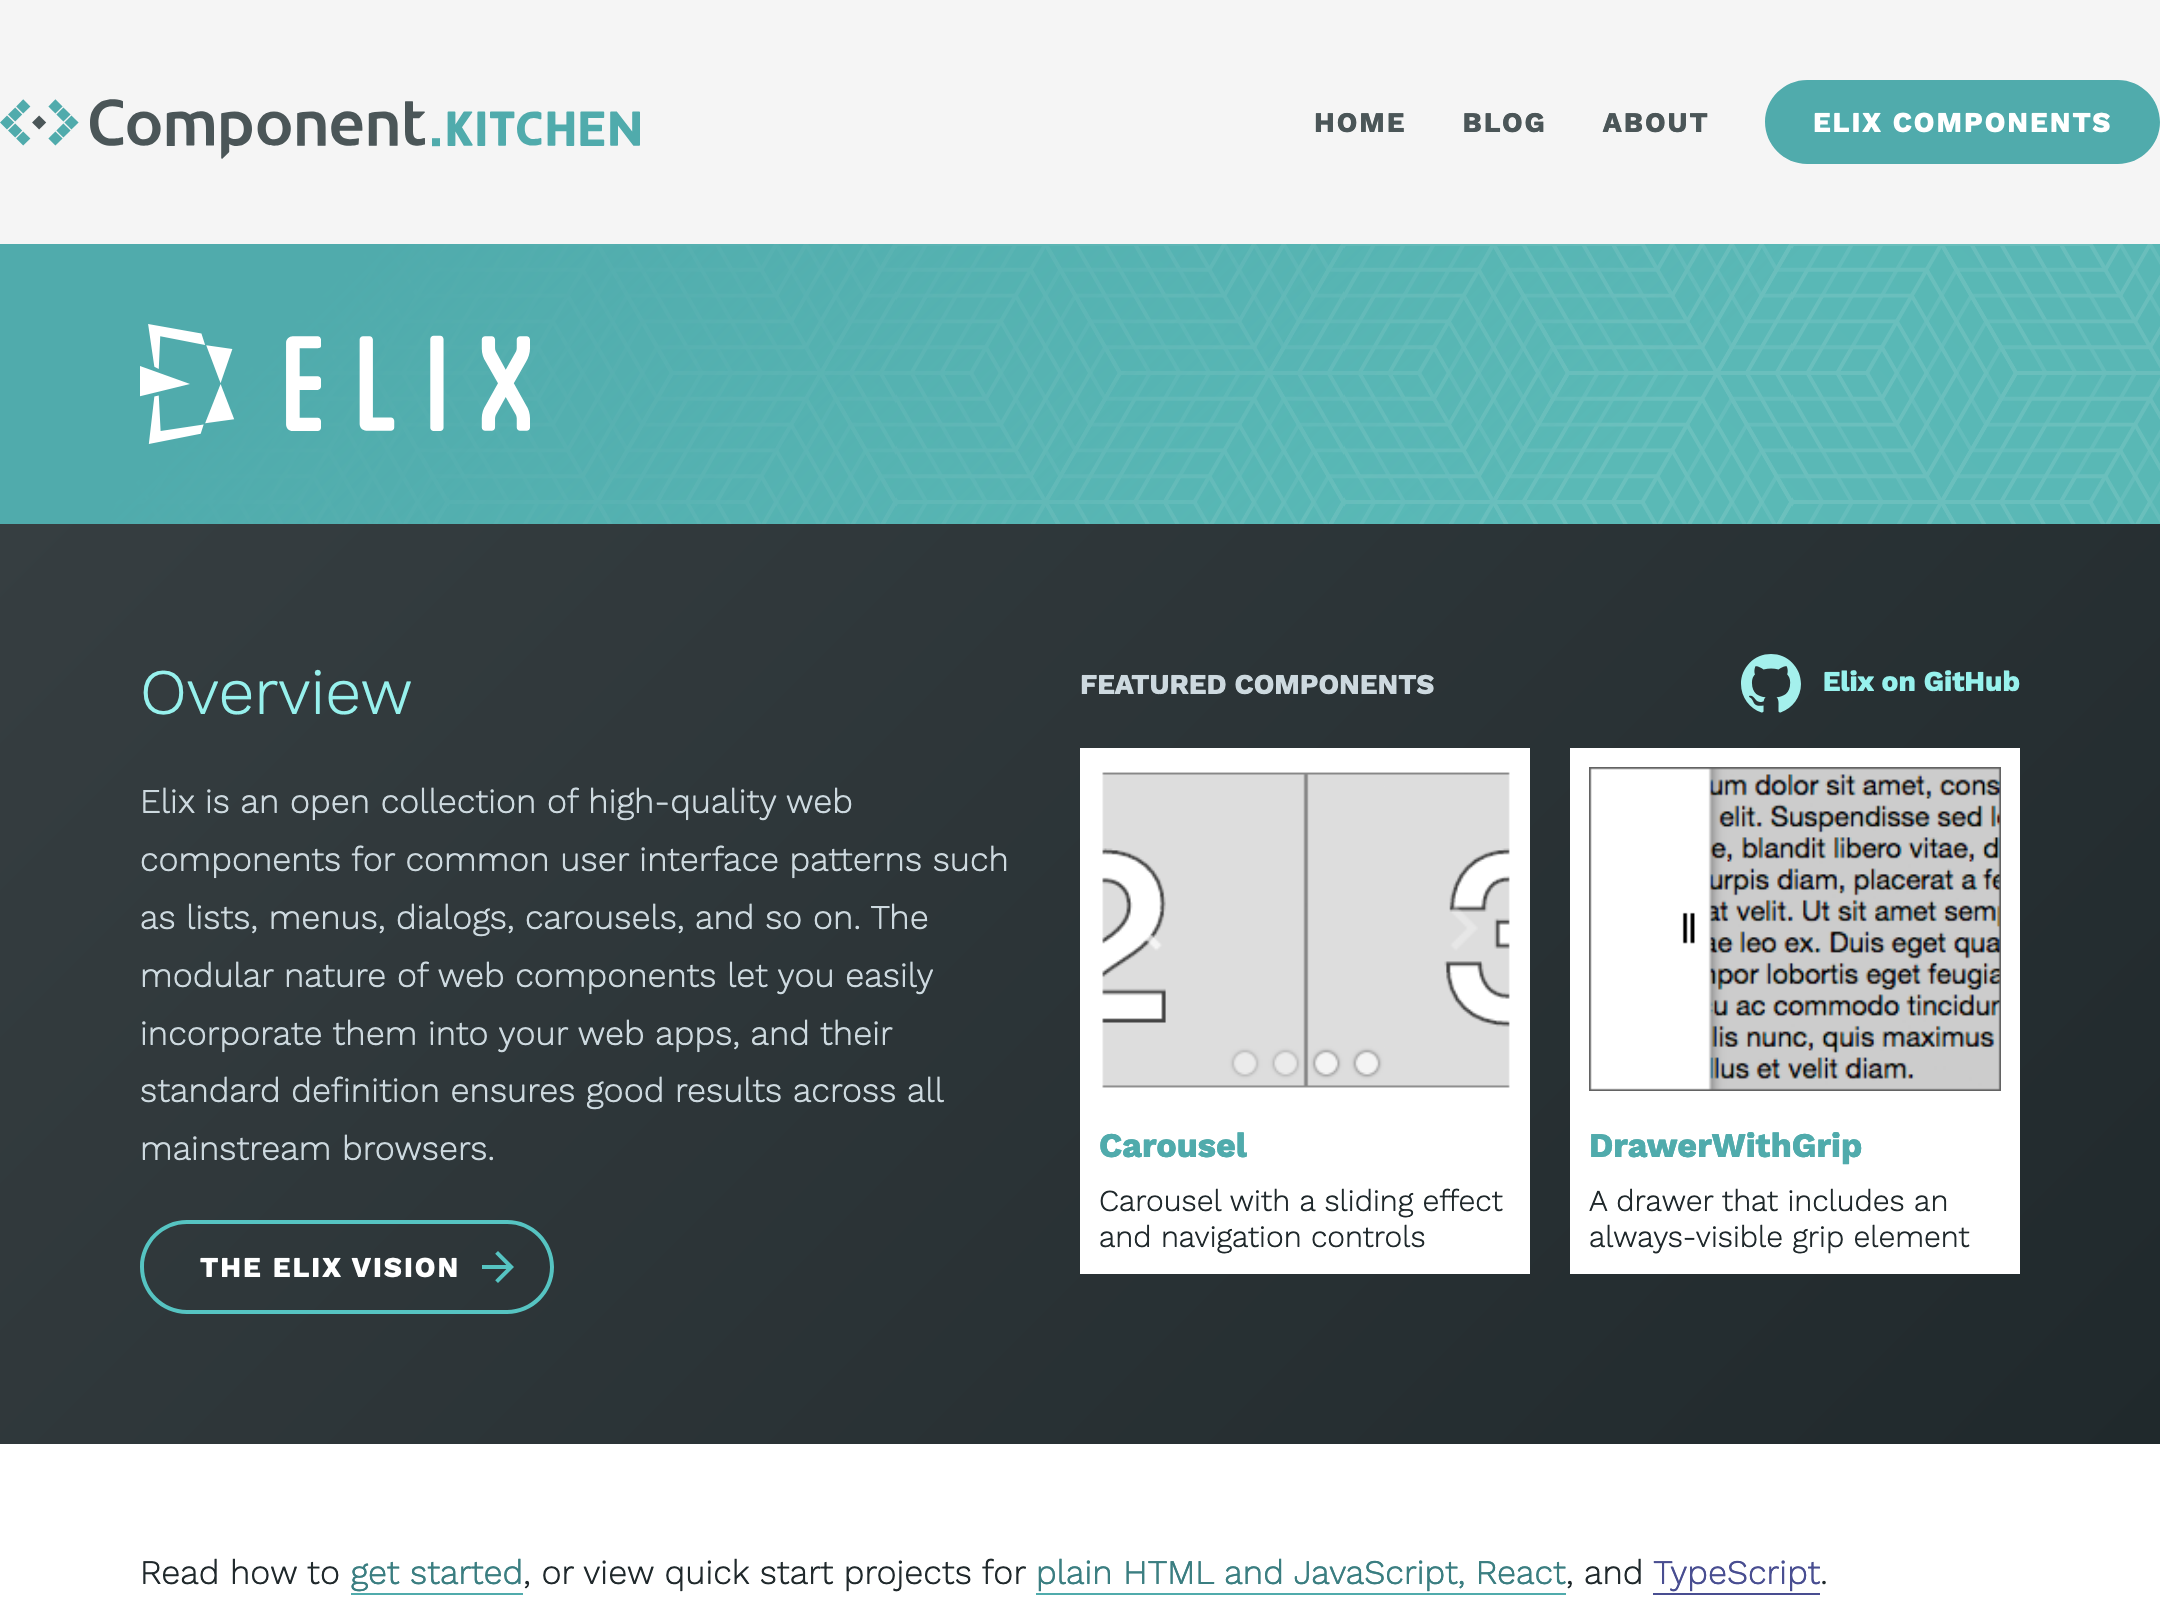 Component.KITCHEN
HOME BLOG ABOUT ELIX COMPONENTS
ELIX
Overview
Elix is an open collection of high-quality web
components for common user interface patterns such
as lists, menus, dialogs, carousels, and so on. The
modular nature of web components let you easily
incorporate them into your web apps, and their
standard definition ensures good results across all
mainstream browsers.
THE ELIX VISION
FEATURED COMPONENTS
Elix on GitHub
2 3
Carousel
Carousel with a sliding effect
and navigation controls
um dolor sit amet, cons
elit. Suspendisse sed l
e, blandit libero vitae, d
urpis diam, placerat a fe
at velit. Ut sit amet sem
ae leo ex. Duis eget qua
npor lobortis eget feugia
u ac commodo tincidur
lis nunc, quis maximus
llus et velit diam.
DrawerWithGrip
A drawer that includes an
always-visible grip element
Read how to get started, or view quick start projects for plain HTML and JavaScript, React, and TypeScript.